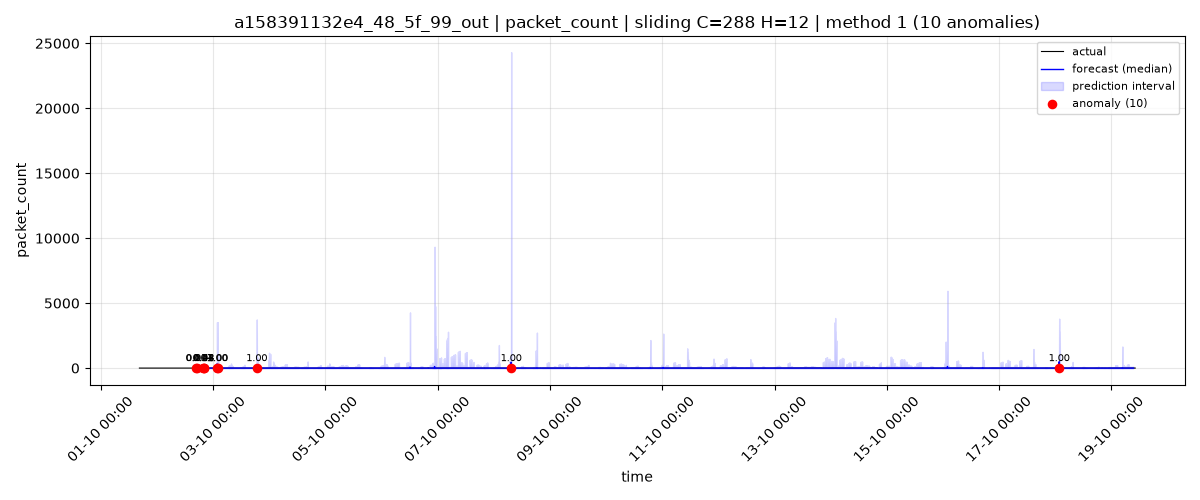 a158391132e4_48_5f_99_out | packet_count | sliding C=288 H=12 | method 1 (10 anomalies)
actual
forecast (median)
prediction interval
anomaly (10)
packet_count
25000
20000
15000
10000
5000
0
1.00
1.00
1.00
01-10 00:00
03-10 00:00
05-10 00:00
07-10 00:00
09-10 00:00
11-10 00:00
13-10 00:00
15-10 00:00
17-10 00:00
19-10 00:00
time